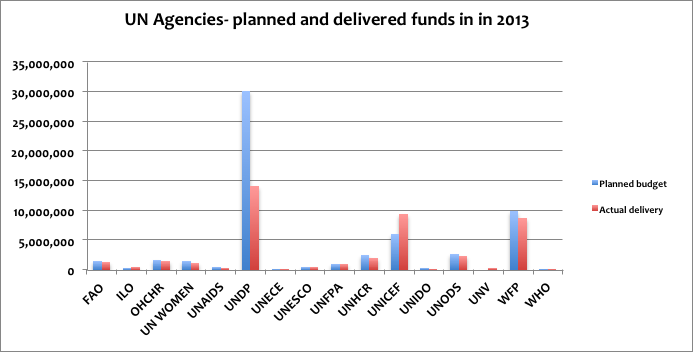 UN Agencies- planned and delivered funds in in 2013
35,000,000
30,000,000
25,000,000
20,000,000
15,000,000
10,000,000
5,000,000
0
FAO
ILO
OHCHR
UN WOMEN
UNAIDS
UNDP
UNECE
UNESCO
UNFPA
UNHCR
UNICEF
UNIDO
UNODS
UNV
WFP
WHO
Planned budget
Actual delivery